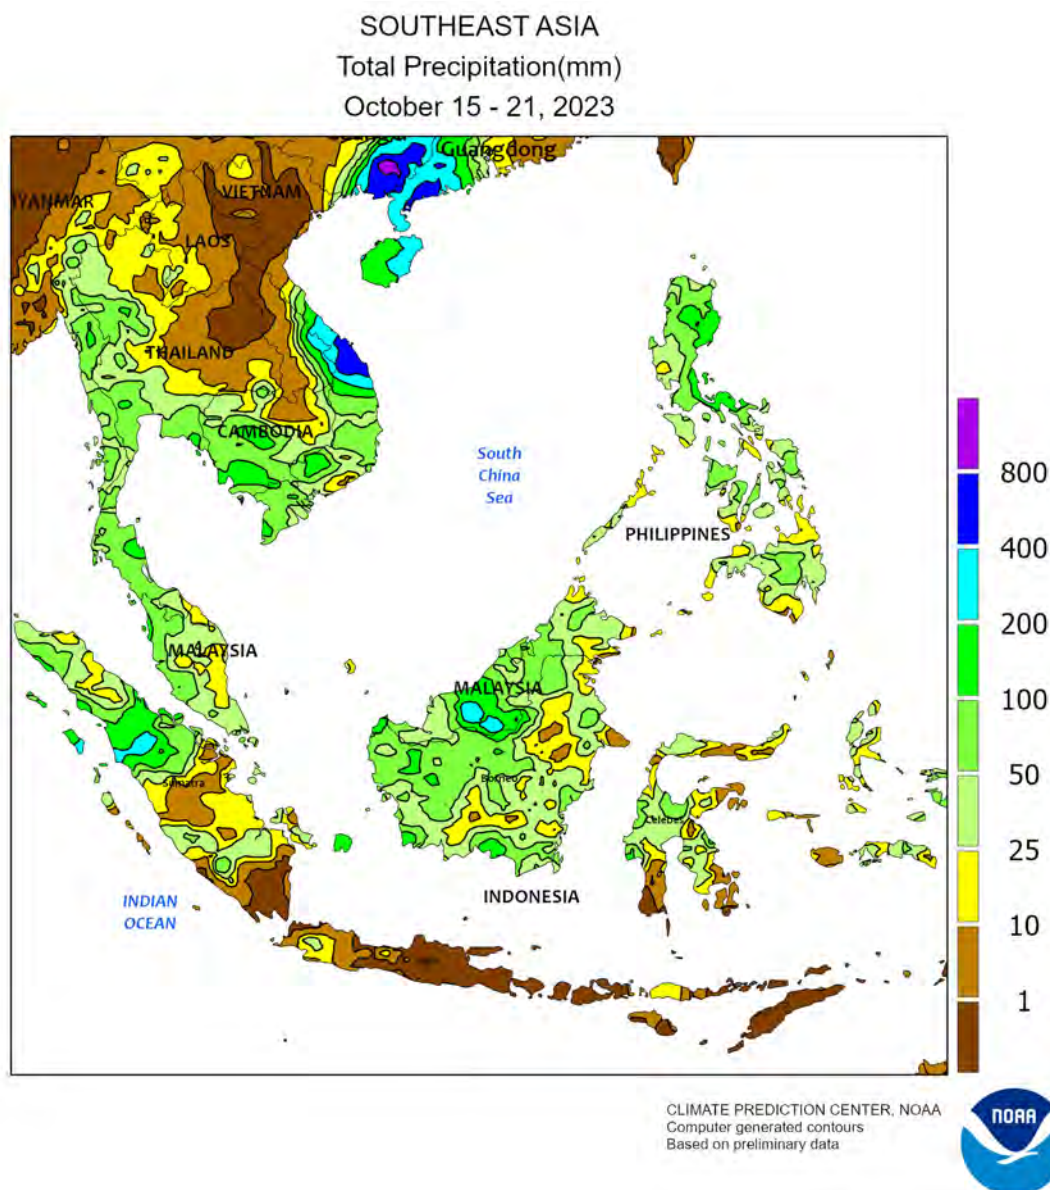 SOUTHEAST ASIA
Total Precipitation(mm)
October 15 - 21, 2023
Guangdong
YANMAR
VIETNAM
LAOS
THAILAND
CAMBODIA
South
China
Sea
PHILIPPINES
MALAYSIA
MALAYSIA
Borneo
Sumatra
Celebes
INDONESIA
INDIAN
OCEAN
800
400
200
100
50
25
10
1
CLIMATE PREDICTION CENTER, NOAA
Computer generated contours
Based on preliminary data
NOAA